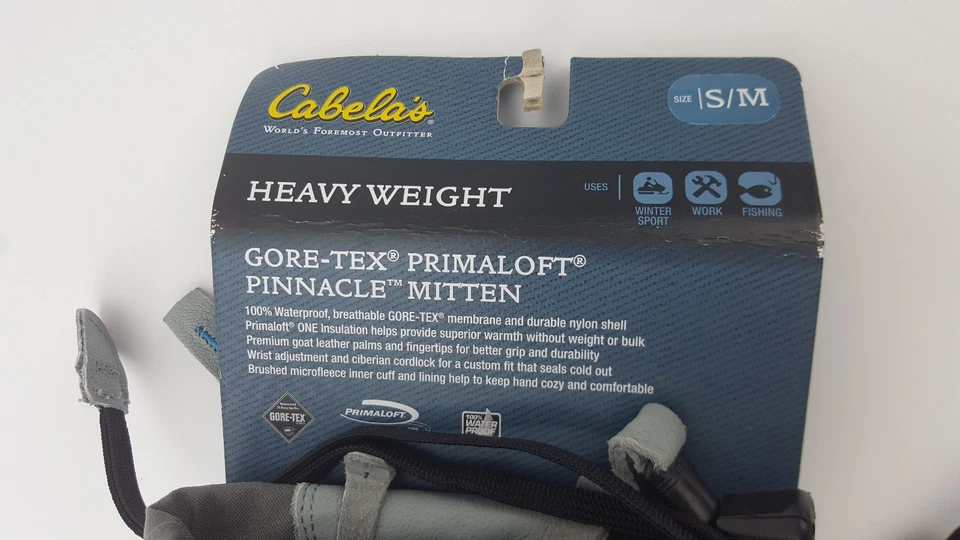 Cabela's®
WORLD'S FOREMOST OUTFITTER
SIZE | S/M
HEAVY WEIGHT
USES
WINTER SPORT
WORK
FISHING
GORE-TEX® PRIMALOFT®
PINNACLE™ MITTEN
100% Waterproof, breathable GORE-TEX® membrane and durable nylon shell
Primaloft® ONE Insulation helps provide superior warmth without weight or bulk
Premium goat leather palms and fingertips for better grip and durability
Wrist adjustment and ciberian cordlock for a custom fit that seals cold out
Brushed microfleece inner cuff and lining help to keep hand cozy and comfortable
GORE-TEX
PRIMALOFT
ONE
100%
WATER
PROOF